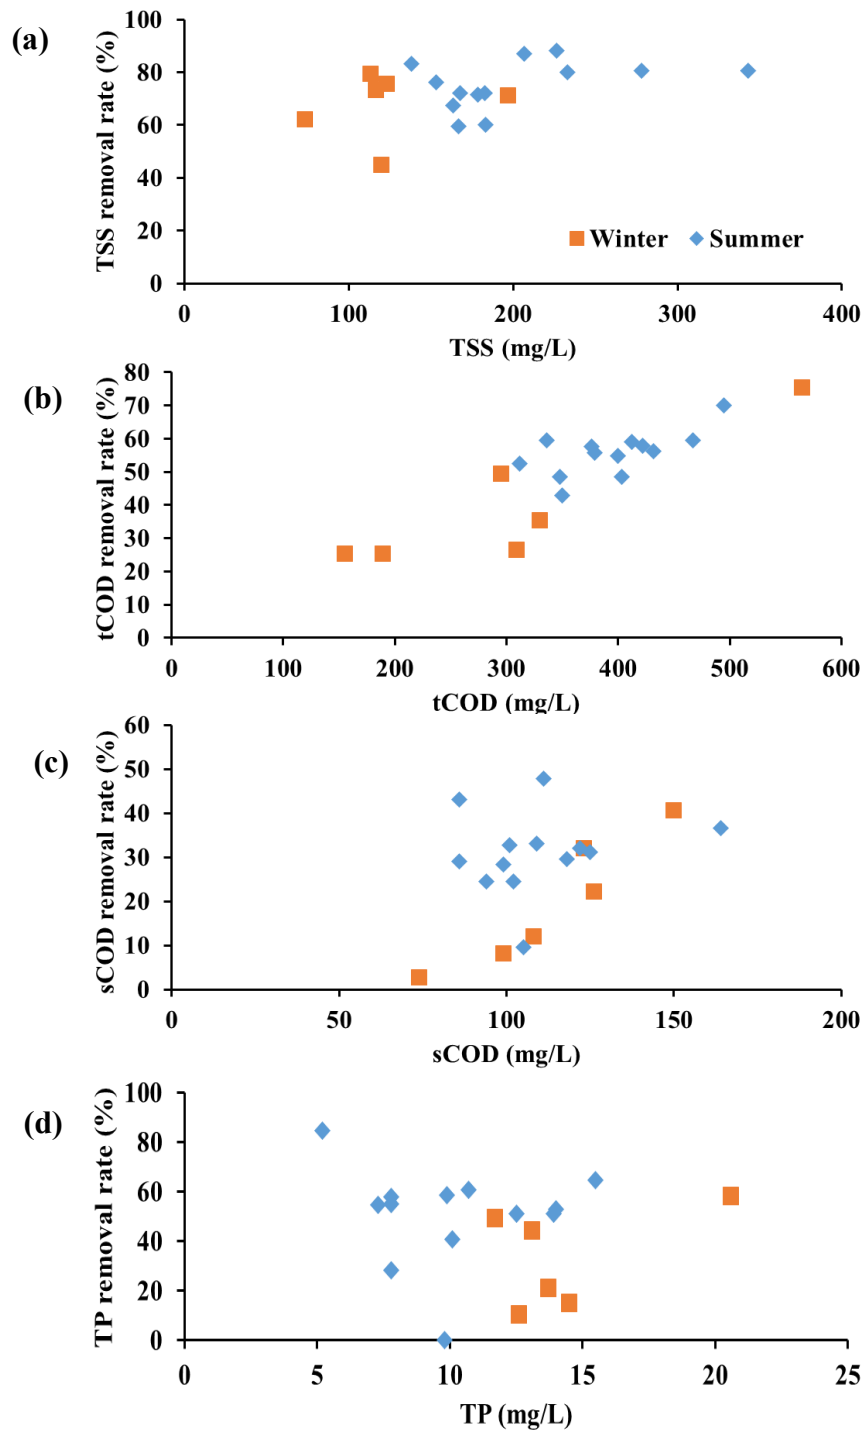 (a)
TSS removal rate (%)
100
80
60
40
20
0
Winter Summer
0 100 200 300 400
TSS (mg/L)
(b)
tCOD removal rate (%)
80
70
60
50
40
30
20
10
0
0 100 200 300 400 500 600
tCOD (mg/L)
(c)
sCOD removal rate (%)
60
50
40
30
20
10
0
0 50 100 150 200
sCOD (mg/L)
(d)
TP removal rate (%)
100
80
60
40
20
0
0 5 10 15 20 25
TP (mg/L)